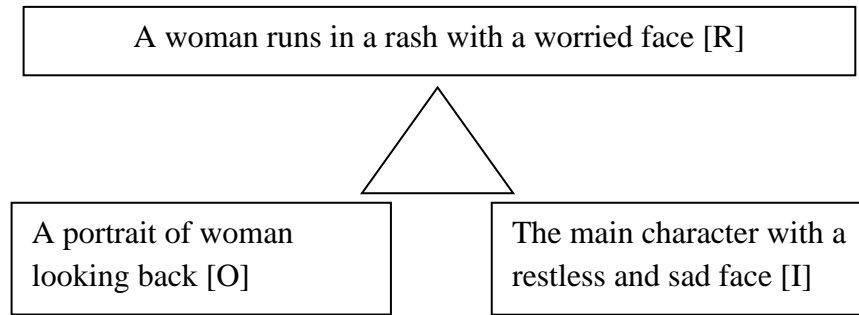 A woman runs in a rash with a worried face [R]
A portrait of woman
looking back [O]
The main character with a
restless and sad face [I]